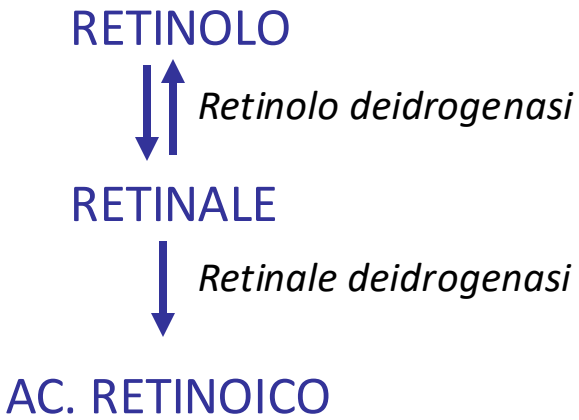 RETINOLO
Retinolo deidrogenasi
RETINALE
Retinale deidrogenasi
AC. RETINOICO